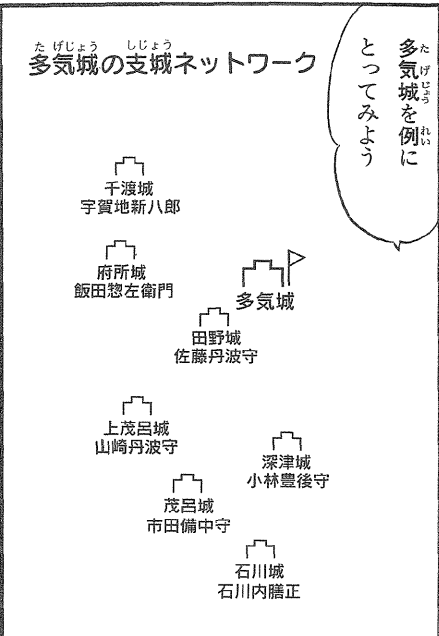 多気城を例に
とってみよう
多気城の支城ネットワーク
千渡城
宇賀地新八郎
府所城
飯田惣左衛門
多気城
田野城
佐藤丹波守
上茂呂城
山崎丹波守
深津城
小林豊後守
茂呂城
市田備中守
石川城
石川内膳正